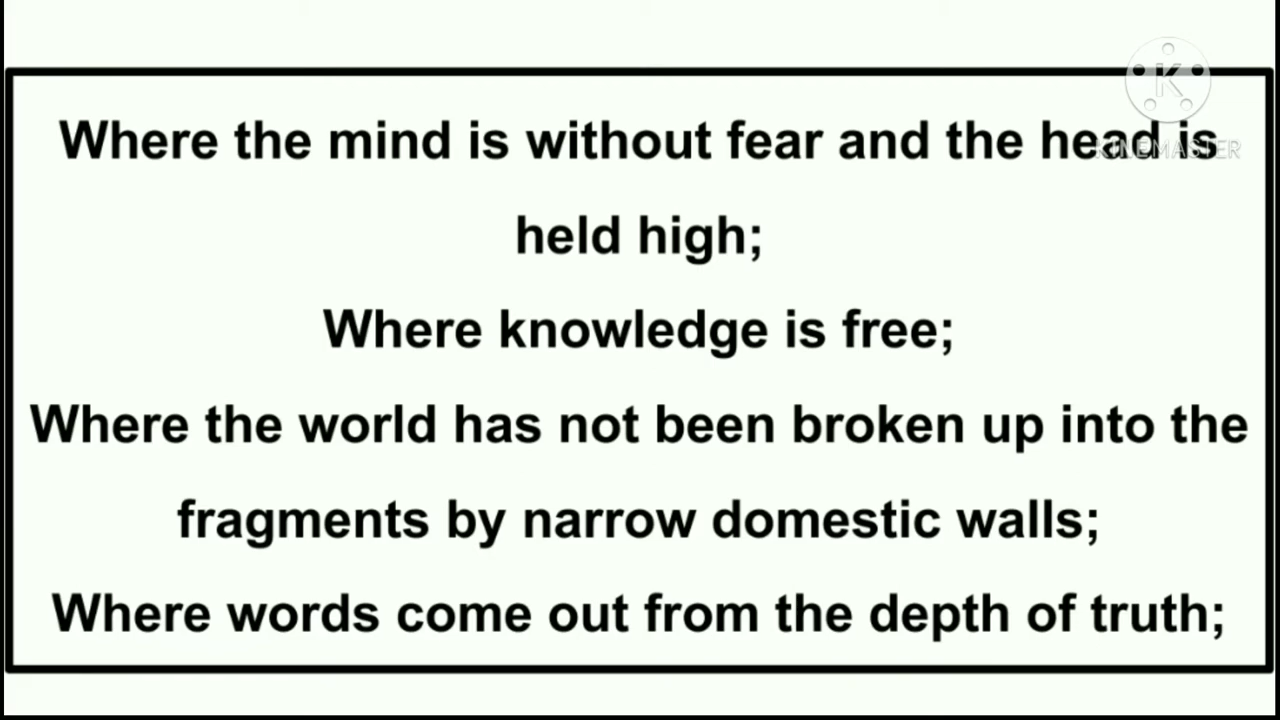 Where the mind is without fear and the head is
held high;
Where knowledge is free;
Where the world has not been broken up into the
fragments by narrow domestic walls;
Where words come out from the depth of truth;
K
KINEMASTER